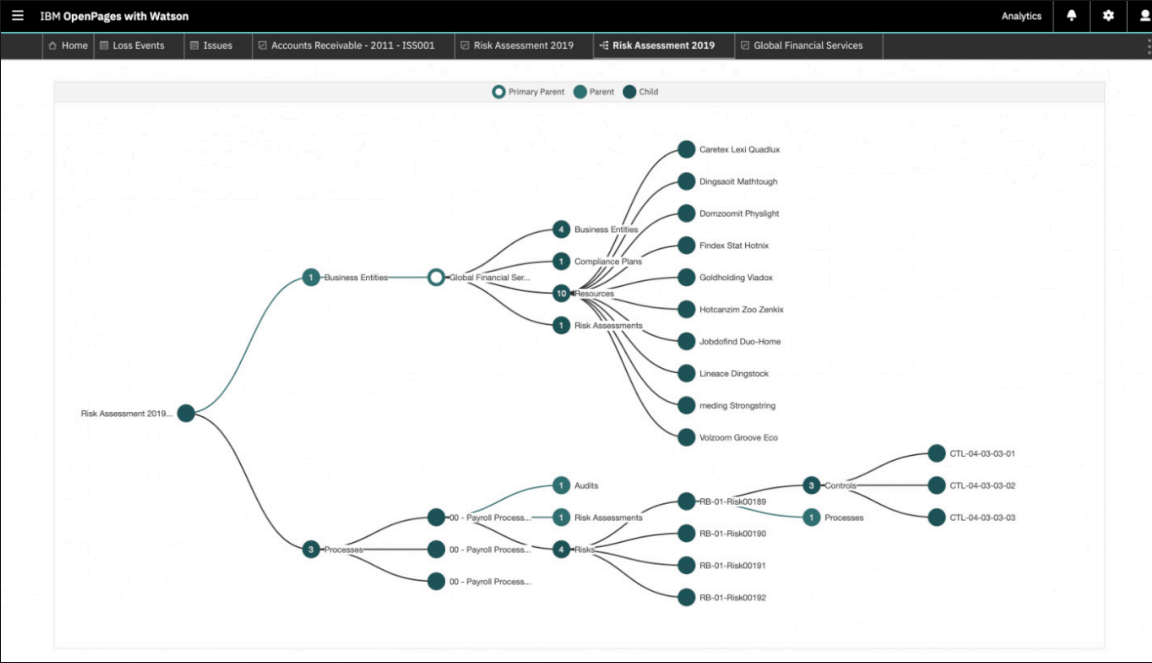 IBM OpenPages with Watson
Analytics
Home
Loss Events
Issues
Accounts Receivable - 2011 - ISS001
Risk Assessment 2019
Risk Assessment 2019
Global Financial Services
Primary Parent
Parent
Child
Caretex Lexi Quadlux
Dingsaoit Mathtough
Domzoomit Physlight
4 Business Entities
Findex Stat Hotnix
1 Compliance Plans
1 Business Entities
Global Financial Ser...
Goldholding Viadox
10 Resources
Hotcanzim Zoo Zenkix
1 Risk Assessments
Jobdofind Duo-Home
Lineace Dingstock
meding Strongstring
Risk Assessment 2019...
Volzoom Groove Eco
CTL-04-03-03-01
1 Audits
3 Controls
CTL-04-03-03-02
RB-01-Risk00189
00 - Payroll Process...
1 Risk Assessments
1 Processes
CTL-04-03-03-03
RB-01-Risk00190
3 Processes
00 - Payroll Process...
4 Risks
RB-01-Risk00191
00 - Payroll Process...
RB-01-Risk00192